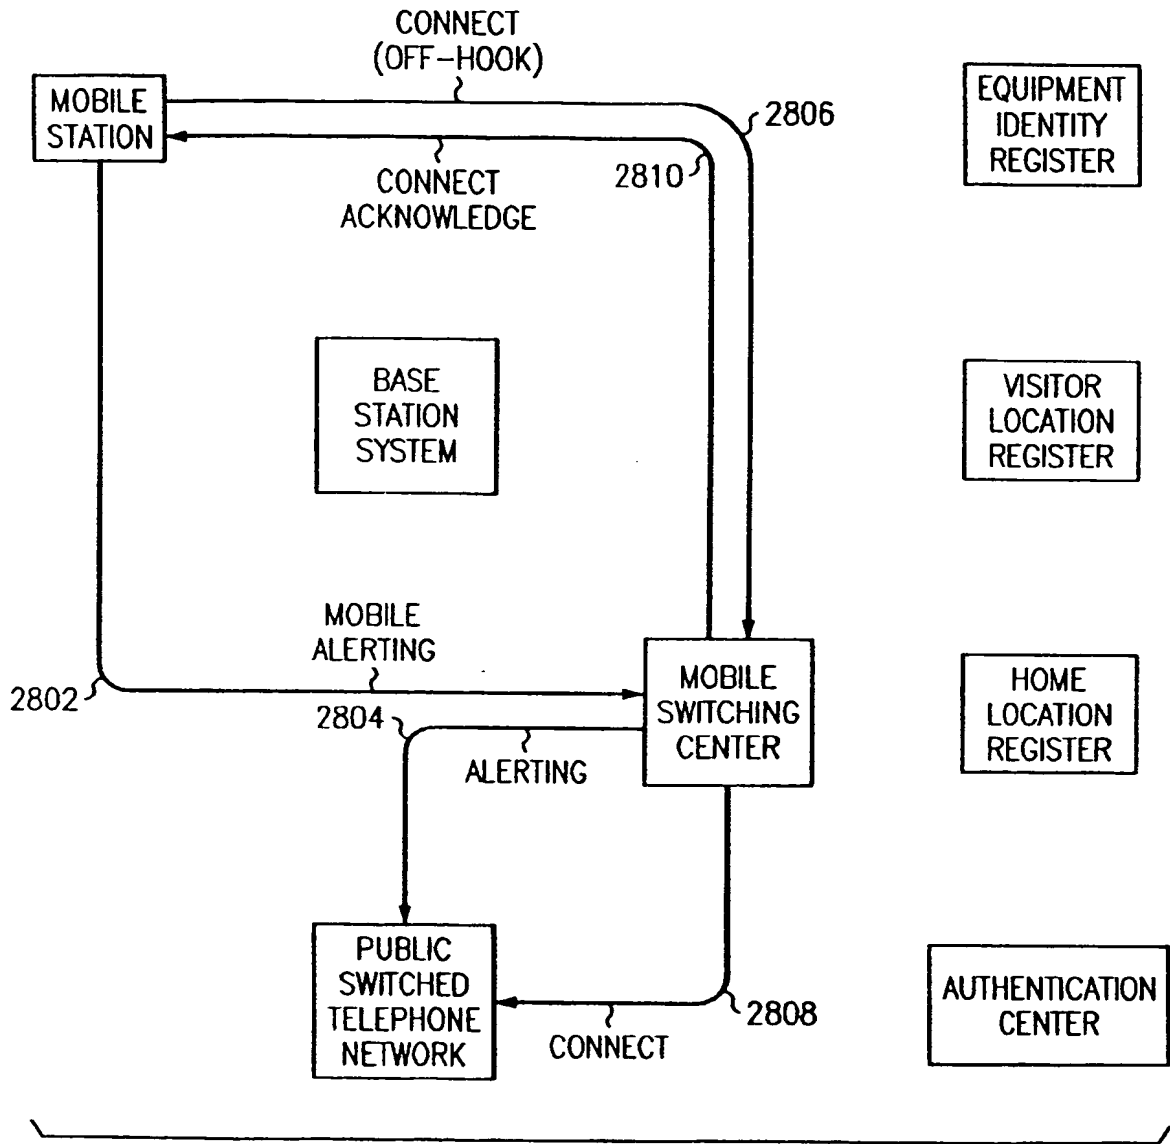 CONNECT
(OFF-HOOK)
MOBILE
STATION
2806
EQUIPMENT
IDENTITY
REGISTER
2810
CONNECT
ACKNOWLEDGE
BASE
STATION
SYSTEM
VISITOR
LOCATION
REGISTER
MOBILE
ALERTING
2802
2804
ALERTING
MOBILE
SWITCHING
CENTER
HOME
LOCATION
REGISTER
PUBLIC
SWITCHED
TELEPHONE
NETWORK
CONNECT
2808
AUTHENTICATION
CENTER